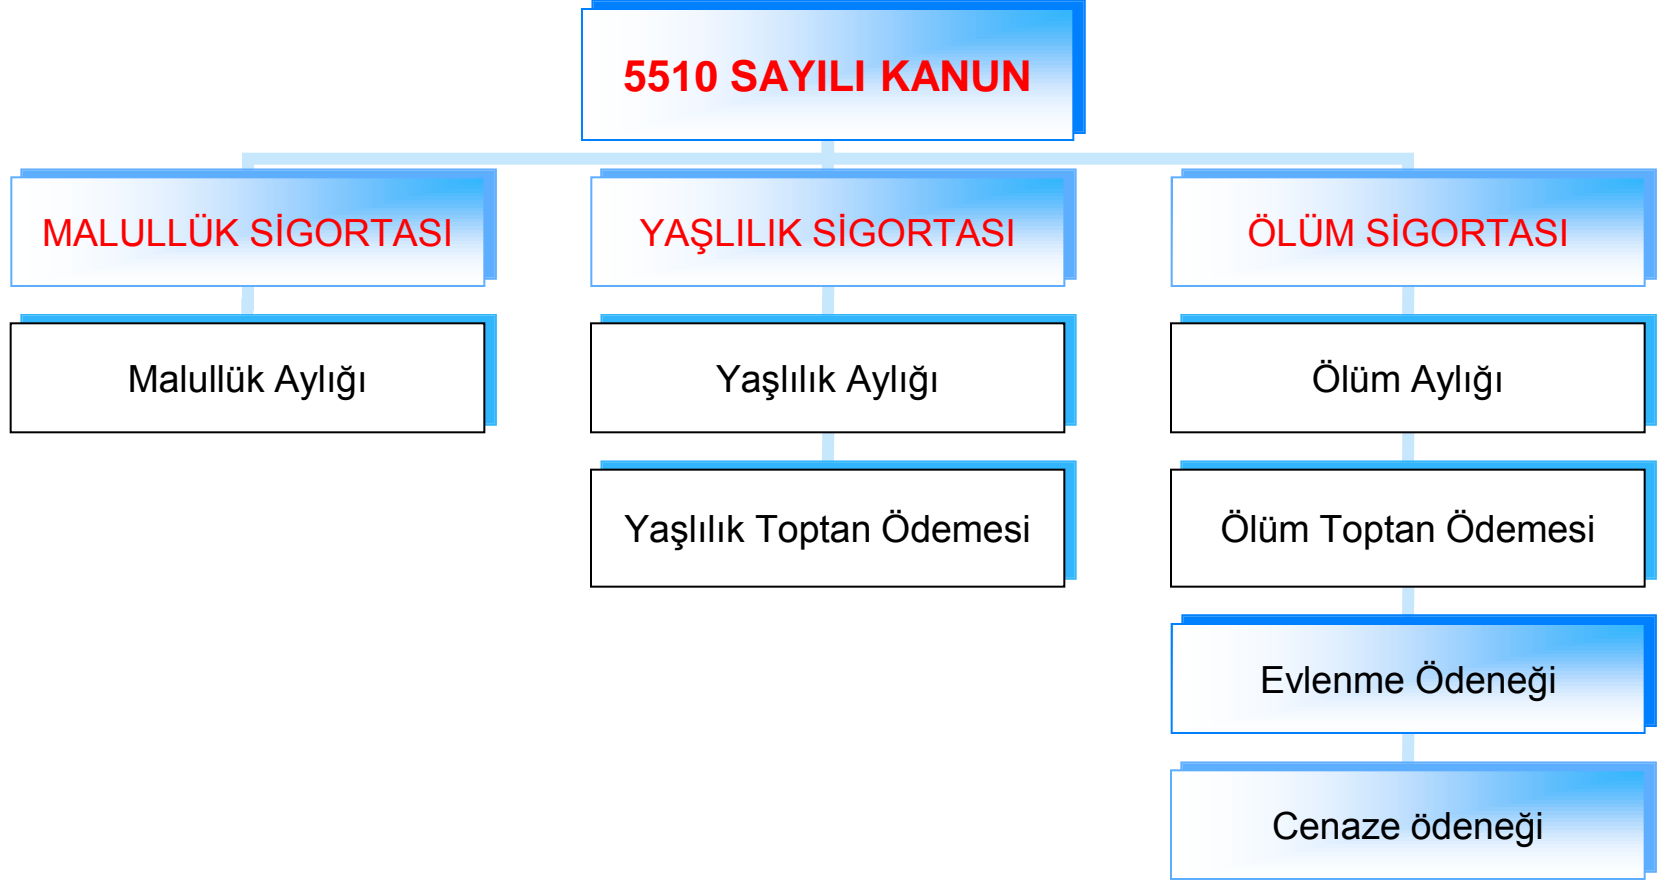 5510 SAYILI KANUN
MALULLÜK SİGORTASI
YAŞLILIK SİGORTASI
ÖLÜM SİGORTASI
Malullük Aylığı
Yaşlılık Aylığı
Ölüm Aylığı
Yaşlılık Toptan Ödemesi
Ölüm Toptan Ödemesi
Evlenme Ödeneği
Cenaze ödeneği